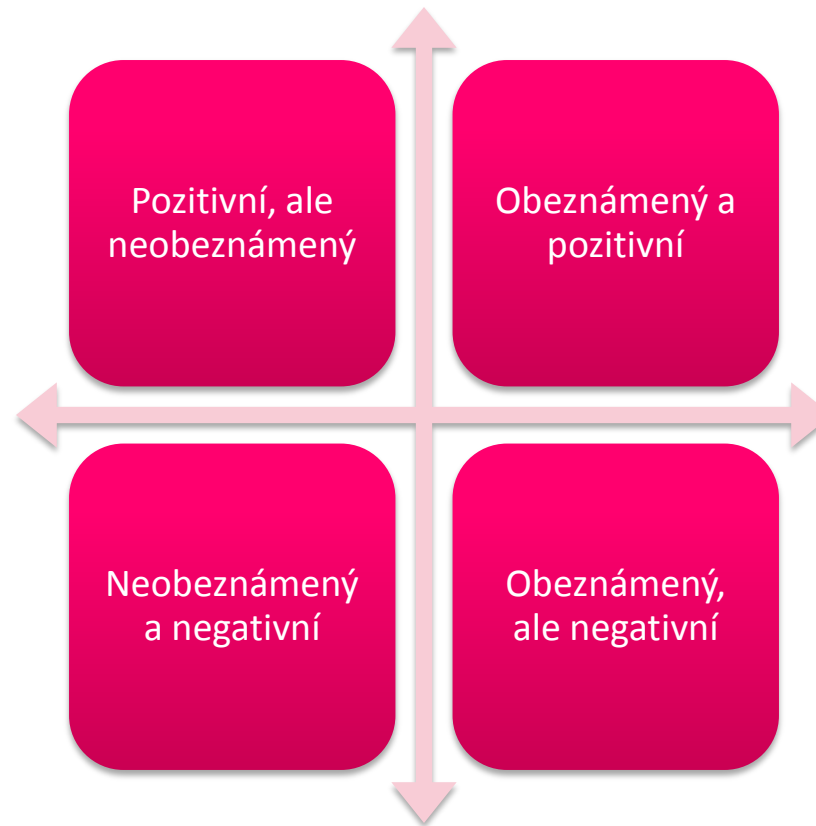 Pozitivní, ale
neobeznámený
Obeznámený a
pozitivní
Neobeznámený
a negativní
Obeznámený,
ale negativní